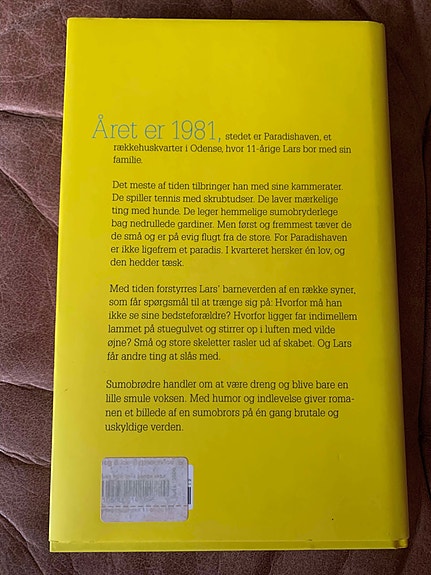 Året er 1981, stedet er Paradishaven, et
rækkehuskvarter i Odense, hvor 11-årige Lars bor med sin
familie.
Det meste af tiden tilbringer han med sine kammerater.
De spiller tennis med skrubtudser. De laver mærkelige
ting med hunde. De leger hemmelige sumobryderlege
bag nedrullede gardiner. Men først og fremmest tæver de
de små og er på evig flugt fra de store. For Paradishaven
er ikke ligefrem et paradis. I kvarteret hersker én lov, og
den hedder tæsk.
Med tiden forstyrres Lars' barneverden af en række syner,
som får spørgsmål til at trænge sig på: Hvorfor må han
ikke se sine bedsteforældre? Hvorfor ligger far indimellem
lammet på stuegulvet og stirrer op i luften med vilde
øjne? Små og store skeletter rasler ud af skabet. Og Lars
får andre ting at slås med.
Sumobrødre handler om at være dreng og blive bare en
lille smule voksen. Med humor og indlevelse giver roma-
nen et billede af en sumobrors på én gang brutale og
uskyldige verden.